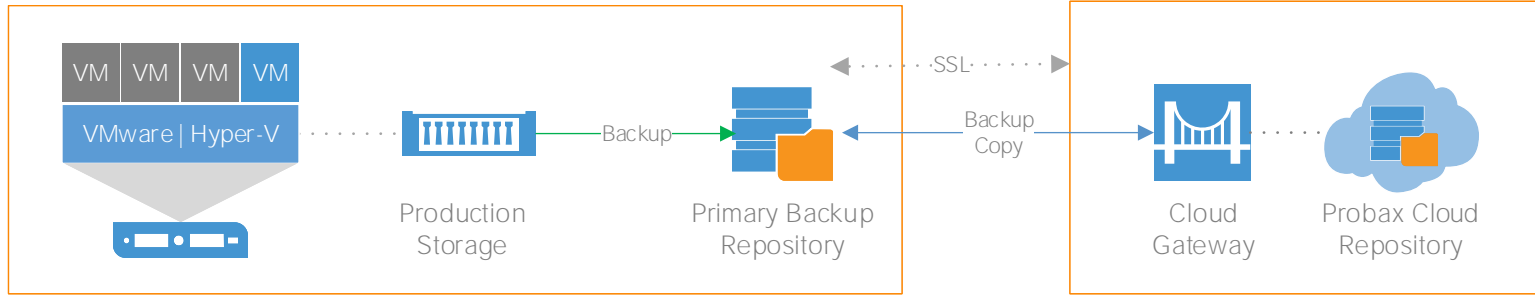 VM VM VM VM
VMware | Hyper-V
Production
Storage
Backup
Primary Backup
Repository
SSL
Backup
Copy
Cloud
Gateway
Probax Cloud
Repository